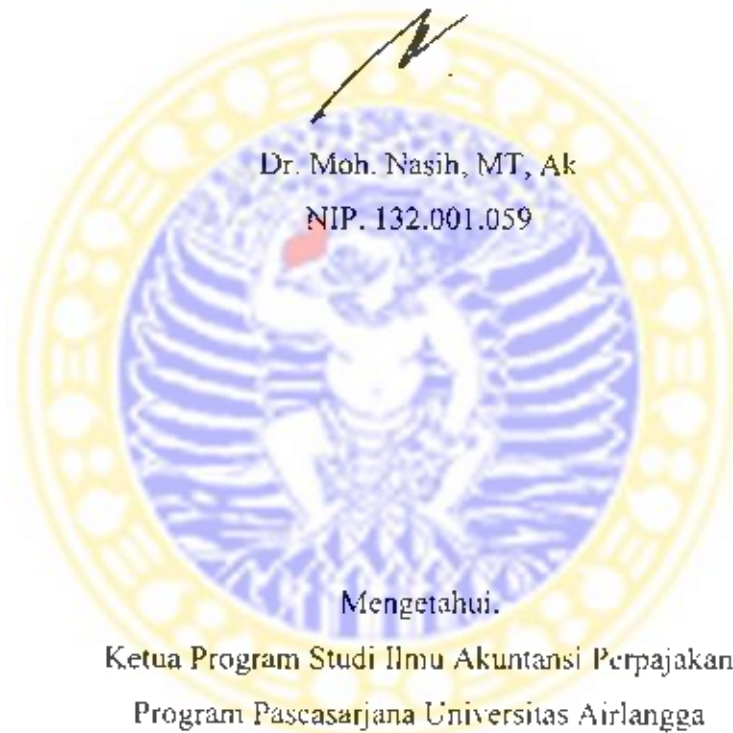 Dr. Moh. Nasih, MT, Ak
NIP. 132.001.059
Mengetahui.
Ketua Program Studi Ilmu Akuntansi Perpajakan
Program Pascasarjana Universitas Airlangga